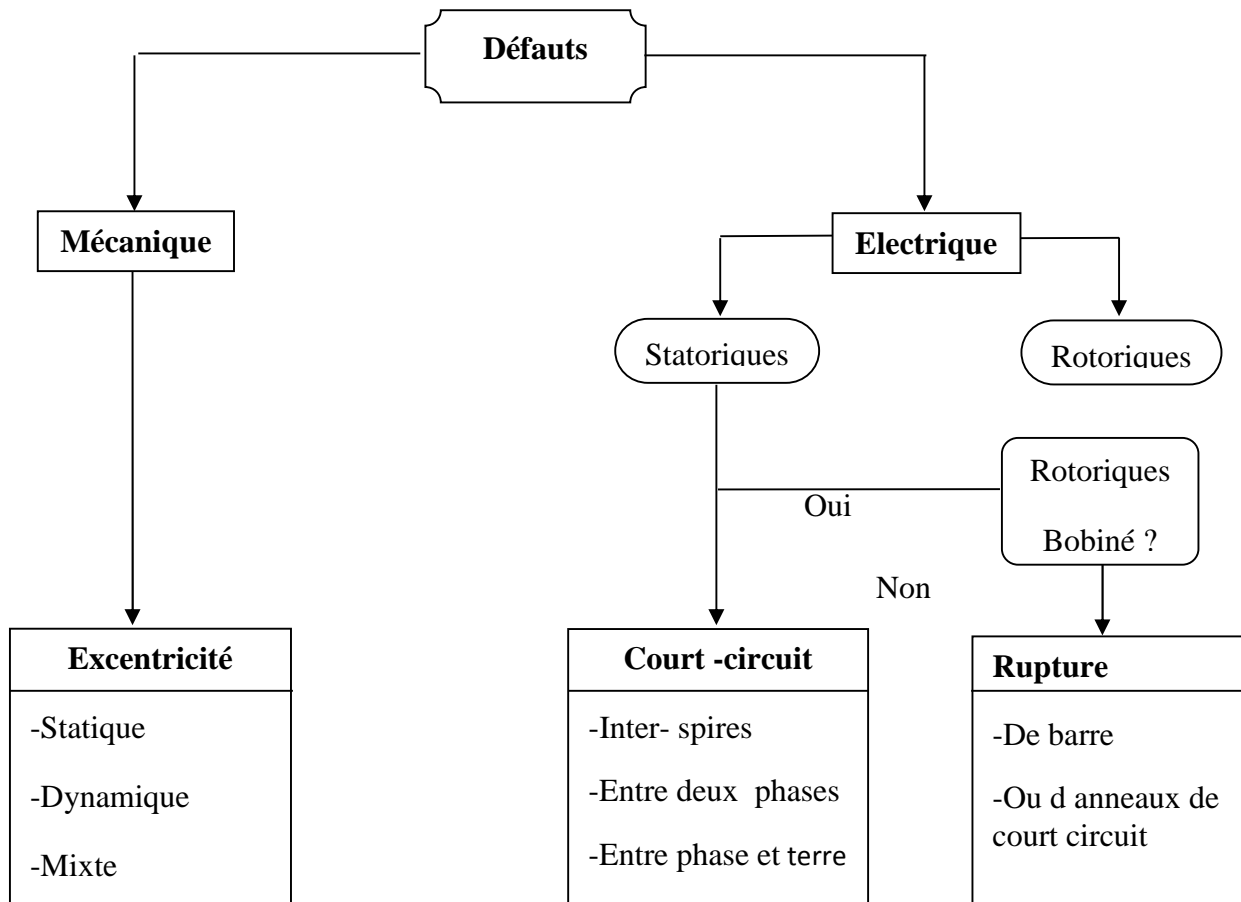 Défauts
Mécanique
Electrique
Statoriques
Rotoriques
Rotoriques
Bobiné ?
Oui
Non
Excentricité
-Statique
-Dynamique
-Mixte
Court -circuit
-Inter- spires
-Entre deux phases
-Entre phase et terre
Rupture
-De barre
-Ou d anneaux de
court circuit